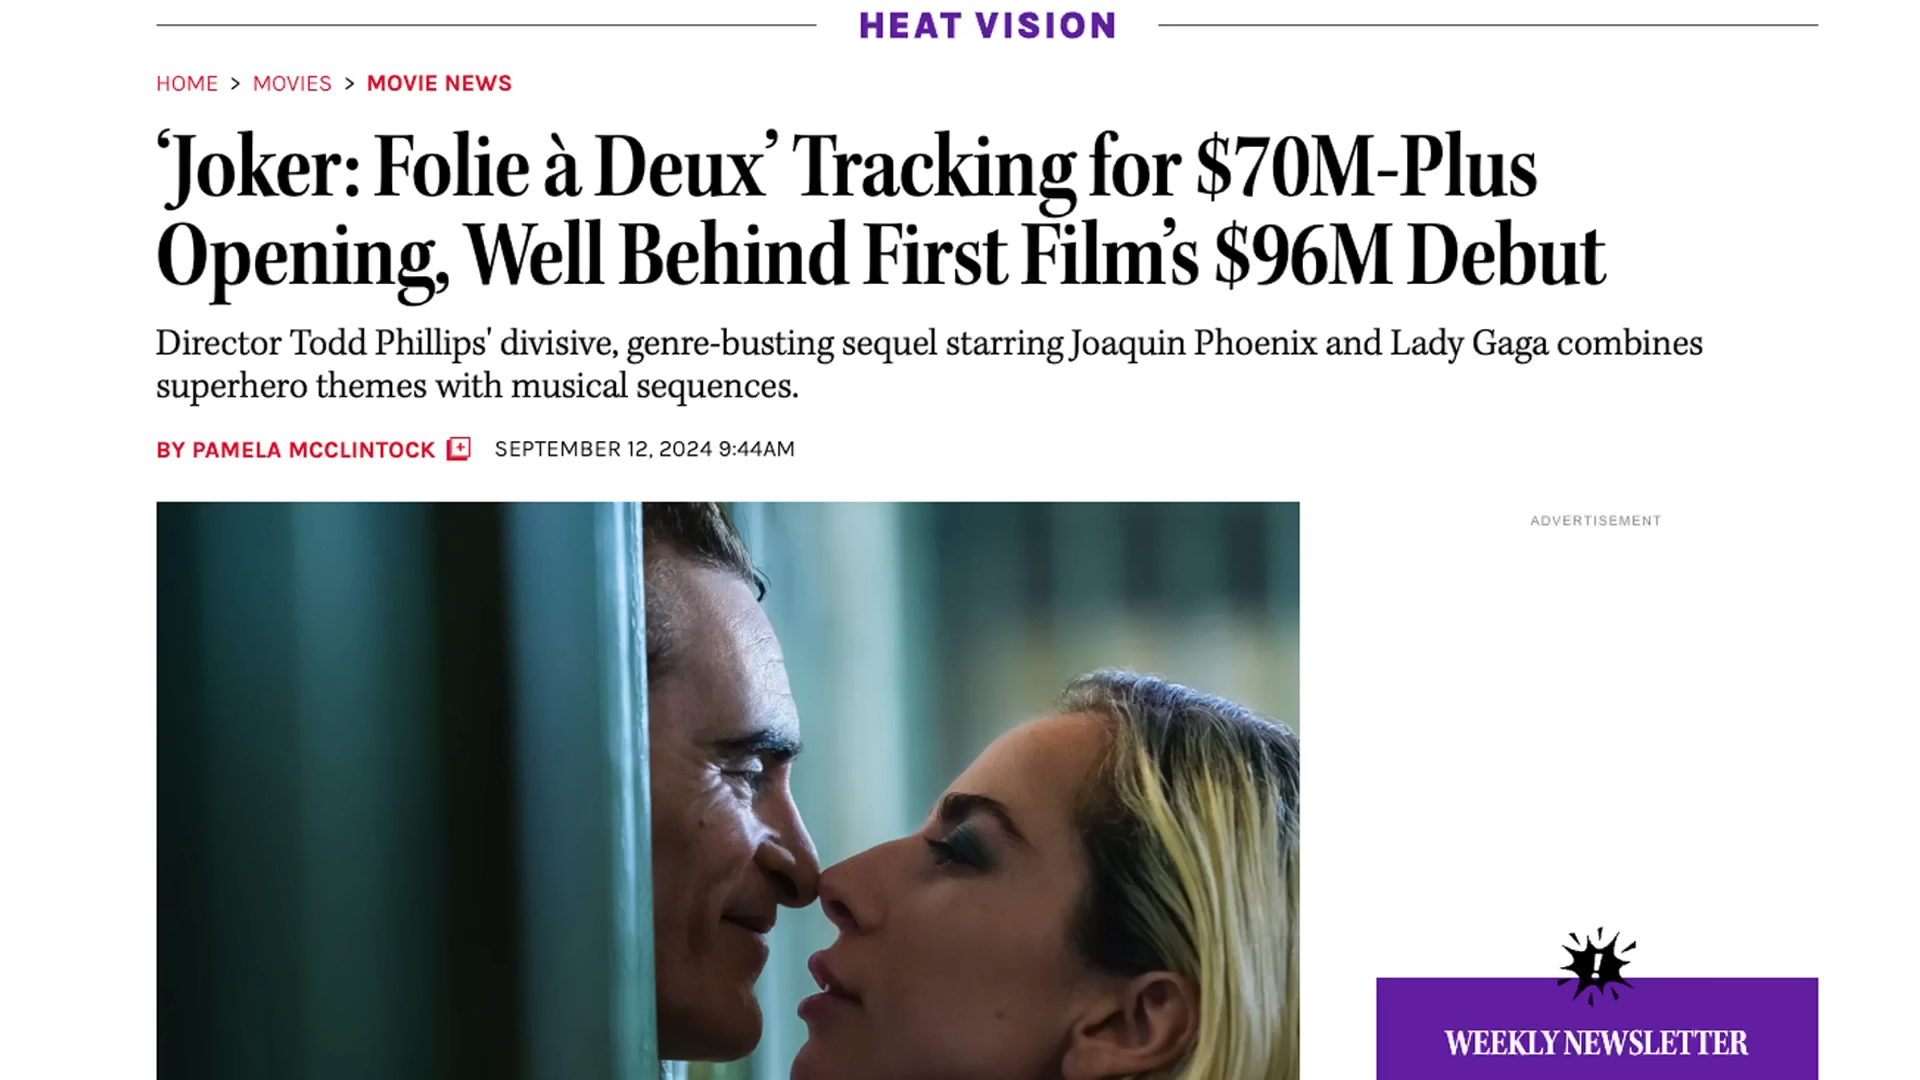 HEAT VISION
HOME > MOVIES > MOVIE NEWS
‘Joker: Folie à Deux’ Tracking for $70M-Plus
Opening, Well Behind First Film’s $96M Debut
Director Todd Phillips' divisive, genre-busting sequel starring Joaquin Phoenix and Lady Gaga combines
superhero themes with musical sequences.
BY PAMELA MCCLINTOCK SEPTEMBER 12, 2024 9:44AM
ADVERTISEMENT
!
WEEKLY NEWSLETTER